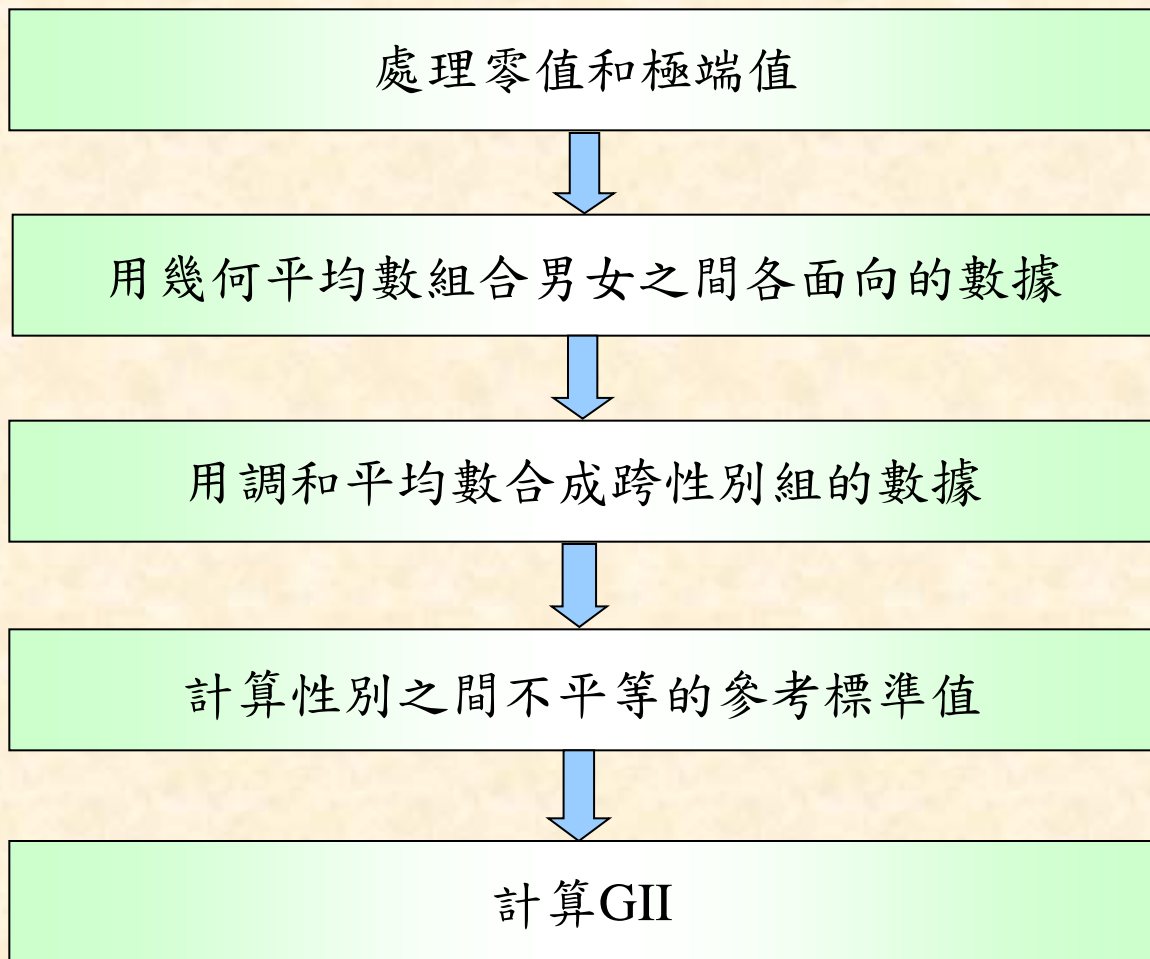 處理零值和極端值
用幾何平均數組合男女之間各面向的數據
用調和平均數合成跨性別組的數據
計算性別之間不平等的參考標準值
計算GII